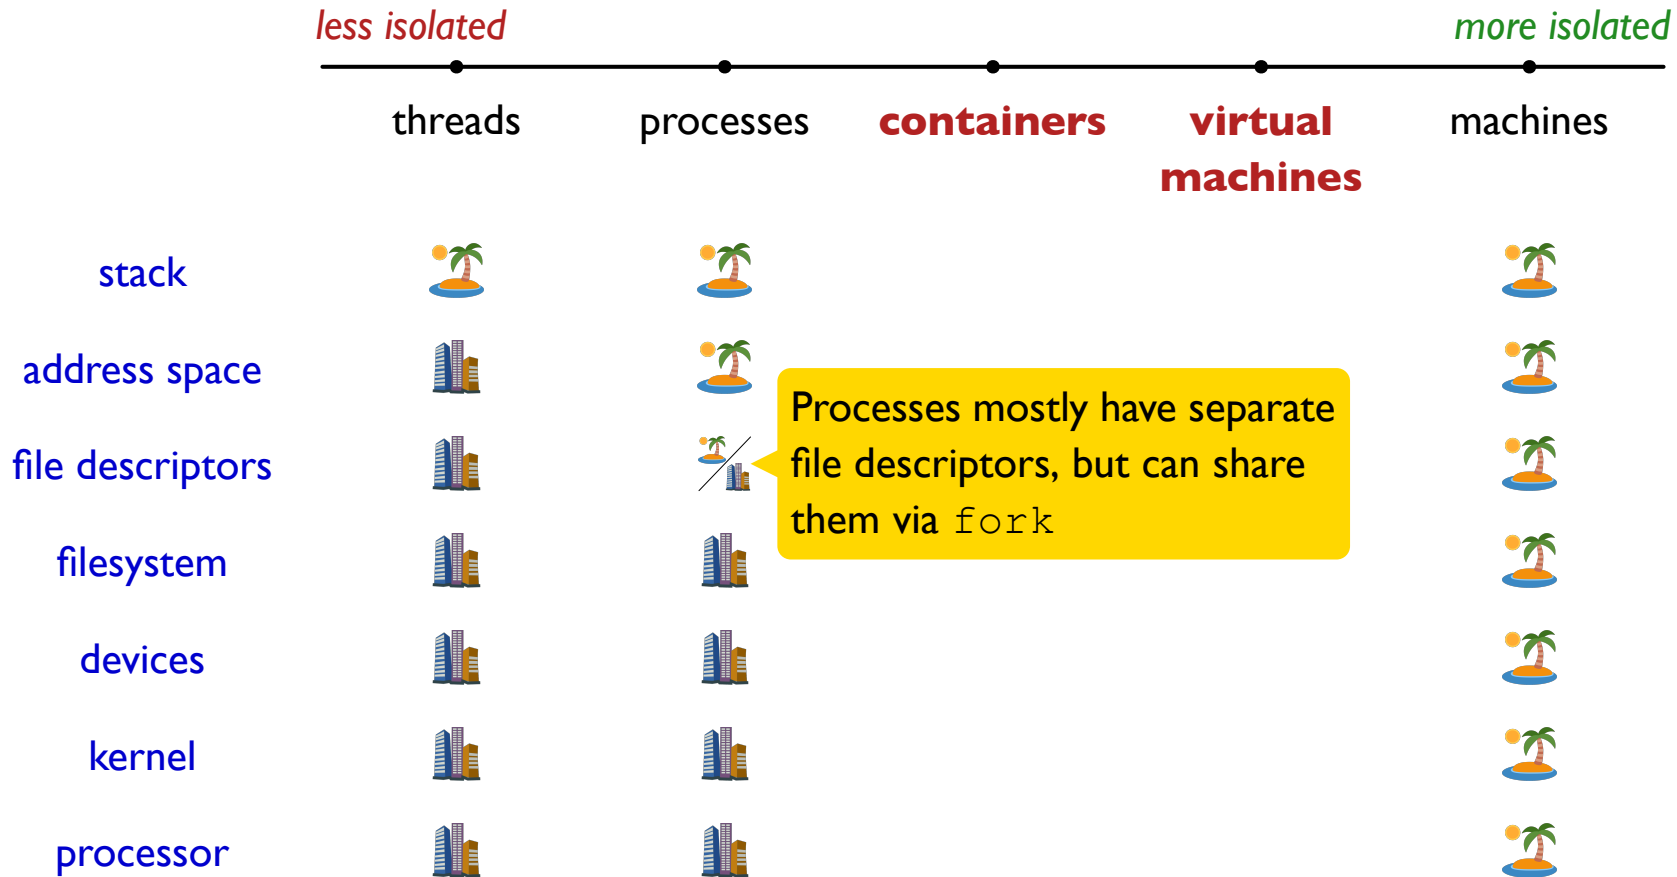 less isolated
more isolated
threads processes containers virtual machines
machines
stack
address space
Processes mostly have separate
file descriptors, but can share
them via fork
file descriptors
filesystem
devices
kernel
processor